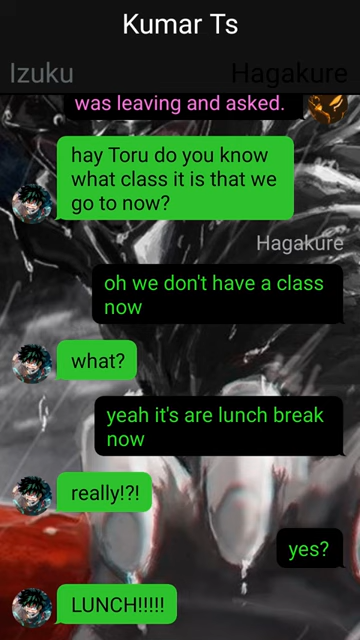 Kumar Ts
Izuku
Hagakure
was leaving and asked.
hay Toru do you know
what class it is that we
go to now?
Hagakure
oh we don't have a class
now
what?
yeah it's are lunch break
now
really!?!
yes?
LUNCH!!!!!